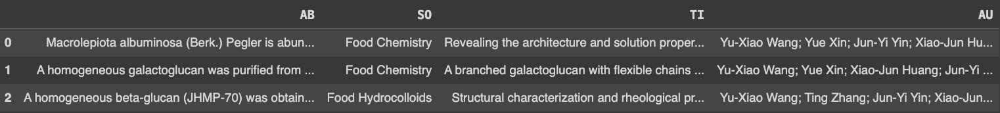 AB SO TI AU
0 Macrolepiota albuminosa (Berk.) Pegler is abun... Food Chemistry Revealing the architecture and solution proper... Yu-Xiao Wang; Yue Xin; Jun-Yi Yin; Xiao-Jun Hu...
1 A homogeneous galactoglucan was purified from ... Food Chemistry A branched galactoglucan with flexible chains ... Yu-Xiao Wang; Yue Xin; Xiao-Jun Huang; Jun-Yi ...
2 A homogeneous beta-glucan (JHMP-70) was obtain... Food Hydrocolloids Structural characterization and rheological pr... Yu-Xiao Wang; Ting Zhang; Jun-Yi Yin; Xiao-Jun...